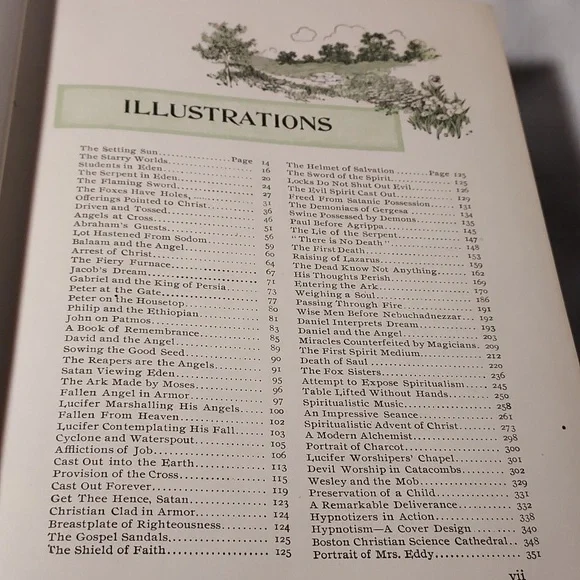 ILLUSTRATIONS
The Setting Sun Page 14
The Starry Worlds 16
Students in Eden 20
The Serpent in Eden 24
The Flaming Sword 27
The Foxes Have Holes, 31
Offerings Pointed to Christ 36
Driven and Tossed 46
Angels at Cross 51
Abraham's Guests 56
Lot Hastened From Sodom 59
Balaam and the Angel 60
Arrest of Christ 64
The Fiery Furnace 67
Jacob's Dream 71
Gabriel and the King of Persia 73
Peter at the Gate 77
Peter on the Housetop 80
Philip and the Ethiopian 81
John on Patmos 83
A Book of Remembrance 85
David and the Angel 89
Sowing the Good Seed 90
The Reapers are the Angels 91
Satan Viewing Eden 95
The Ark Made by Moses 96
Fallen Angel in Armor 97
Lucifer Marshalling His Angels 100
Fallen From Heaven 102
Lucifer Contemplating His Fall 103
Cyclone and Waterspout 105
Afflictions of Job 106
Cast Out into the Earth 113
Provision of the Cross 115
Cast Out Forever 119
Get Thee Hence, Satan 123
Christian Clad in Armor 124
Breastplate of Righteousness 124
The Gospel Sandals 125
The Shield of Faith 125
The Helmet of Salvation Page 125
The Sword of the Spirit 125
Locks Do Not Shut Out Evil 126
The Evil Spirit Cast Out 129
Freed From Satanic Possession 131
The Demoniacs of Gergesa 134
Swine Possessed by Demons 135
Paul Before Agrippa 145
The Lie of the Serpent 147
"There is No Death" 148
The First Death 153
Raising of Lazarus 159
The Dead Know Not Anything 162
His Thoughts Perish 169
Entering the Ark 170
Weighing a Soul 186
Passing Through Fire 191
Wise Men Before Nebuchadnezzar 192
Daniel Interprets Dream 193
Daniel and the Angel 203
Miracles Counterfeited by Magicians 209
The First Spirit Medium 212
Death of Saul 220
The Fox Sisters 236
Attempt to Expose Spiritualism 245
Table Lifted Without Hands 250
Spiritualistic Music 258
An Impressive Seance 261
Spiritualistic Advent of Christ 273
A Modern Alchemist 298
Portrait of Charcot 300
Lucifer Worshipers' Chapel 301
Devil Worship in Catacombs 302
Wesley and the Mob 329
Preservation of a Child 331
A Remarkable Deliverance 332
Hypnotizers in Action 338
Hypnotism—A Cover Design 340
Boston Christian Science Cathedral 348
Portrait of Mrs. Eddy 351
vii